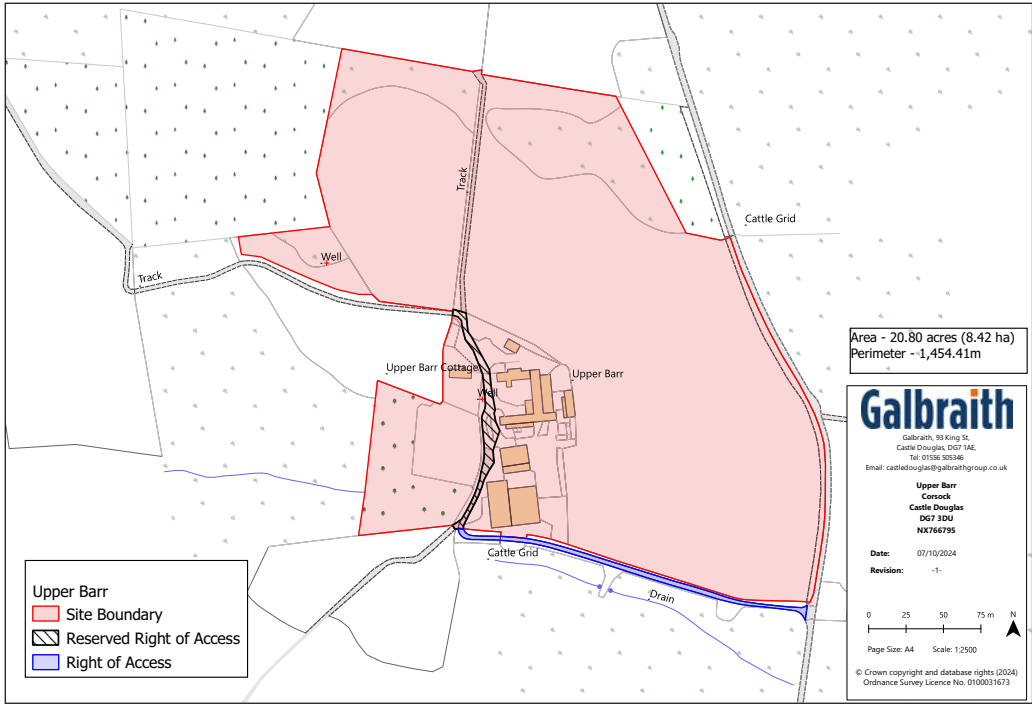 Cattle Grid
Track
Well
Track
Upper Barr Cottage
Upper Barr
Well
Cattle Grid
Drain
Area - 20.80 acres (8.42 ha)
Perimeter - 1,454.41m
Galbraith
Galbraith, 93 King St,
Castle Douglas, DG7 1AE,
Tel: 01556 505346
Email: castledouglas@galbraithgroup.co.uk
Upper Barr
Corsock
Castle Douglas
DG7 3DU
NX766795
Date: 07/10/2024
Revision: -1-
0 25 50 75 m N
Page Size: A4 Scale: 1:2500
© Crown copyright and database rights (2024)
Ordnance Survey Licence No. 0100031673
Upper Barr
Site Boundary
Reserved Right of Access
Right of Access